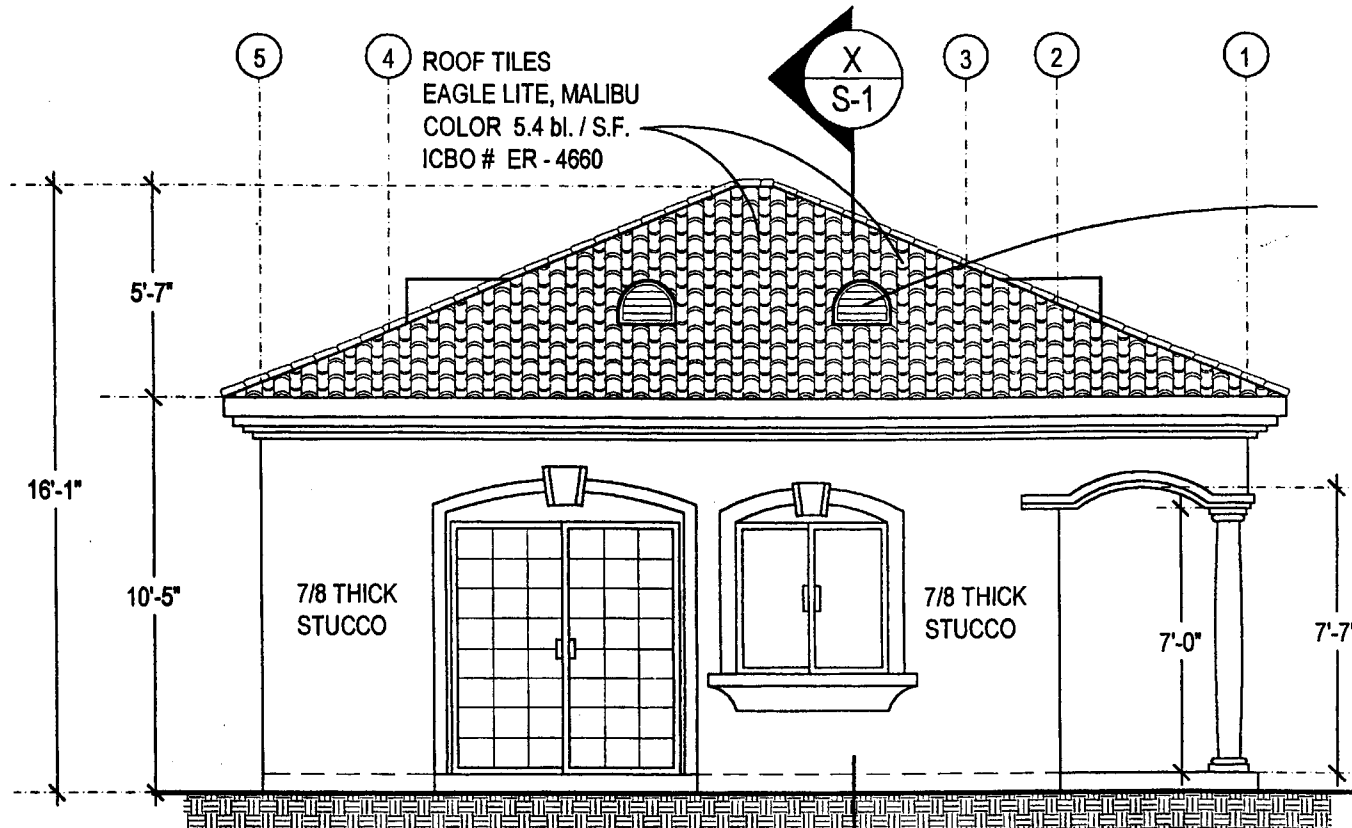 5
4
X
S-1
3
2
1
ROOF TILES
EAGLE LITE, MALIBU
COLOR 5.4 bl. / S.F.
ICBO # ER - 4660
5'-7"
16'-1"
10'-5"
7/8 THICK
STUCCO
7/8 THICK
STUCCO
7'-0"
7'-7"